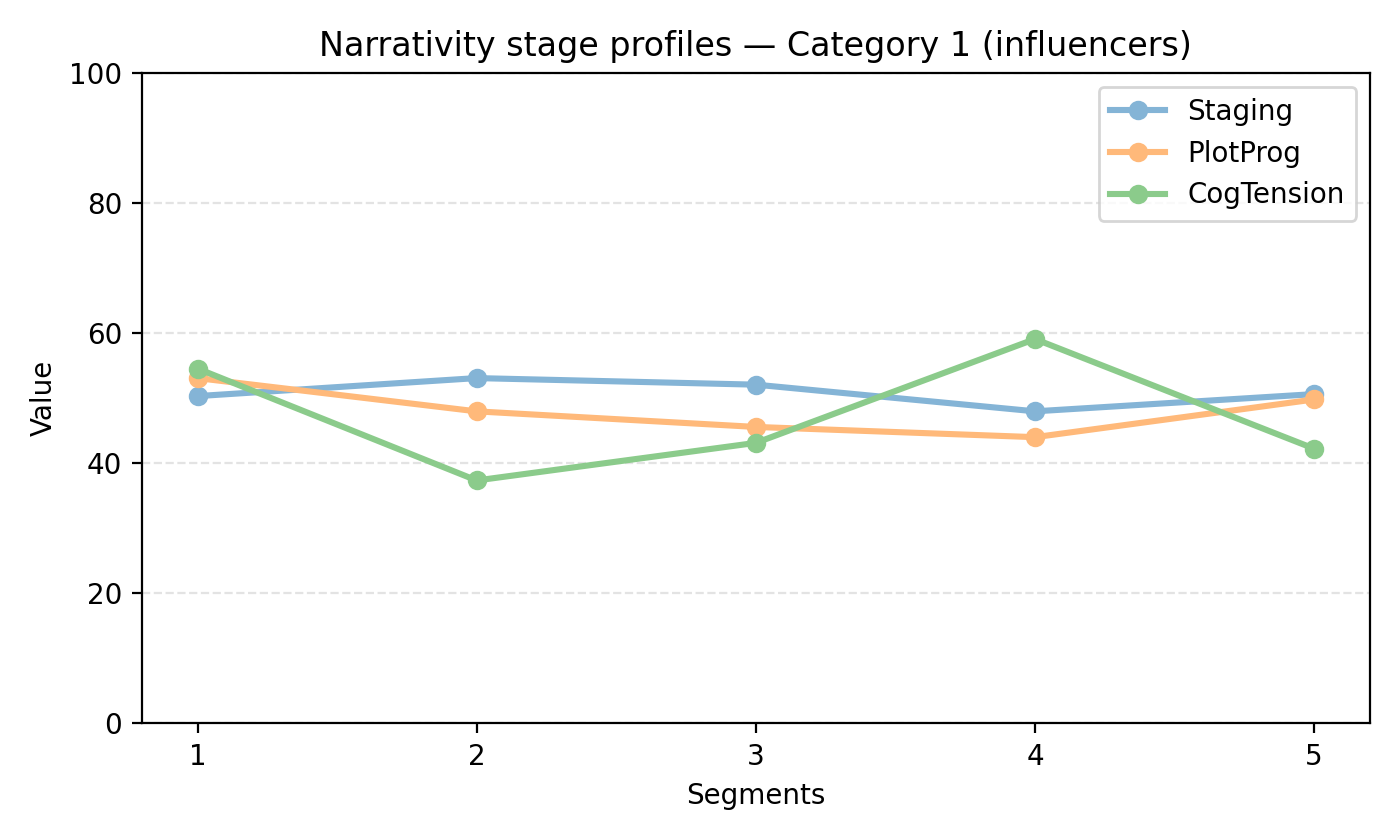 Narrativity stage profiles — Category 1 (influencers)
Staging
PlotProg
CogTension
Value
100
80
60
40
20
0
1 2 3 4 5
Segments